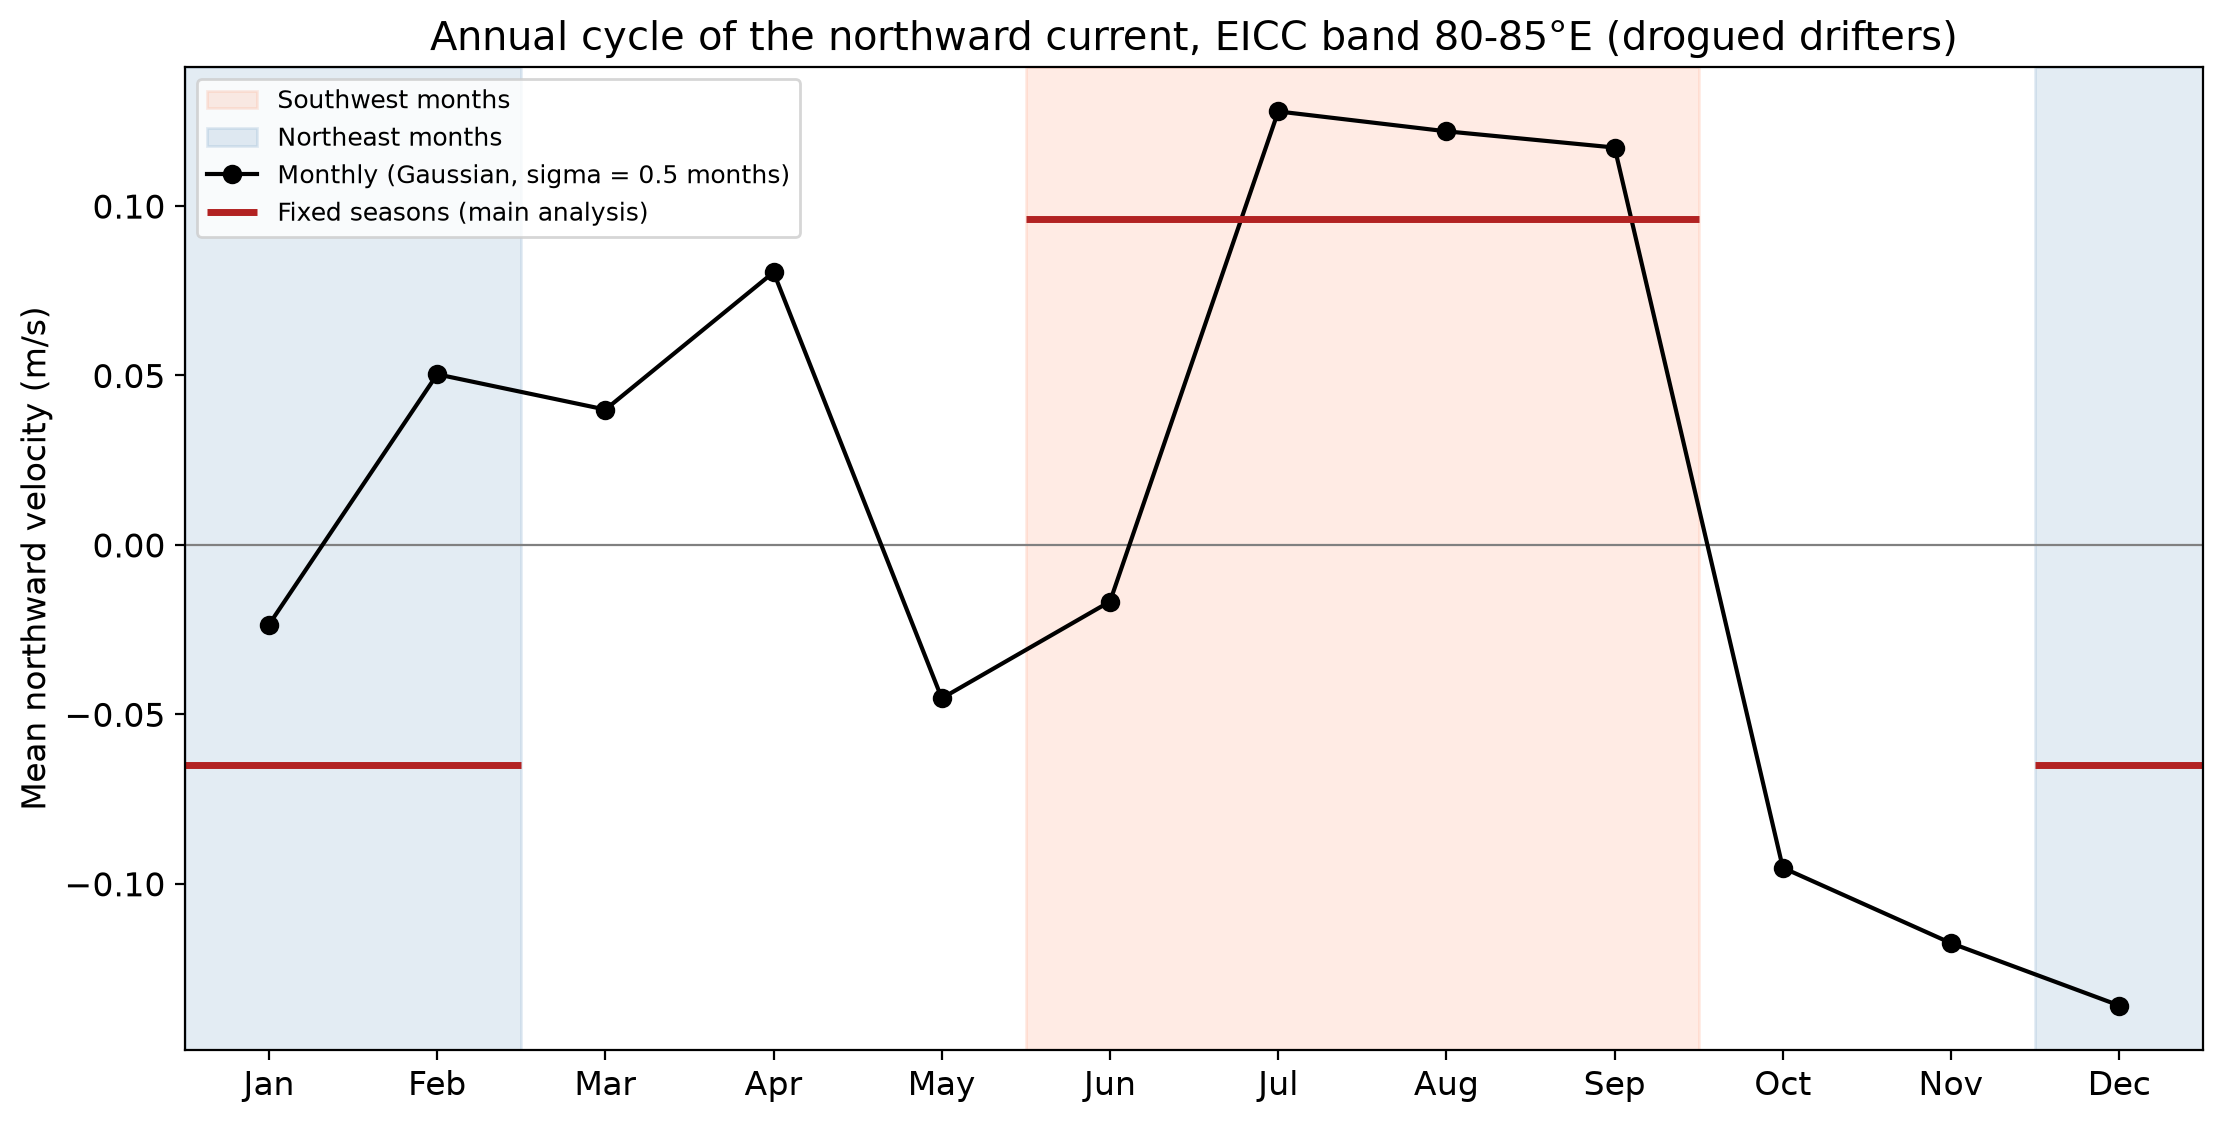 Annual cycle of the northward current, EICC band 80-85°E (drogued drifters)
Southwest months
Northeast months
Monthly (Gaussian, sigma = 0.5 months)
Fixed seasons (main analysis)
Mean northward velocity (m/s)
0.10
0.05
0.00
−0.05
−0.10
Jan Feb Mar Apr May Jun Jul Aug Sep Oct Nov Dec